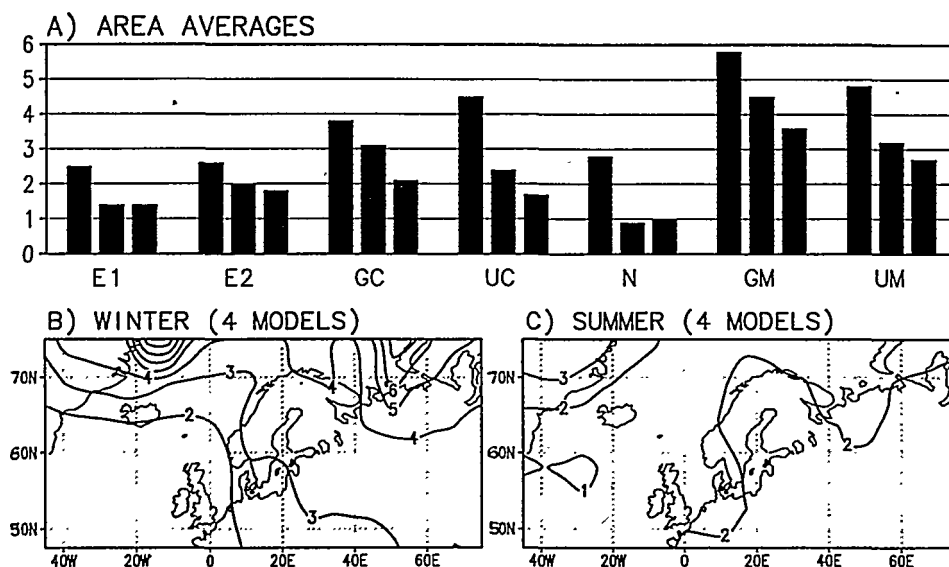 A) AREA AVERAGES
6
5
4
3
2
1
0
E1 E2 GC UC N GM UM
B) WINTER (4 MODELS) C) SUMMER (4 MODELS)
70N
60N
50N
4 3 4 6 5 2 4 3
40W 20W 0 20E 40E 60E
70N
60N
50N
3 2 2 1 2
40W 20W 0 20E 40E 60E